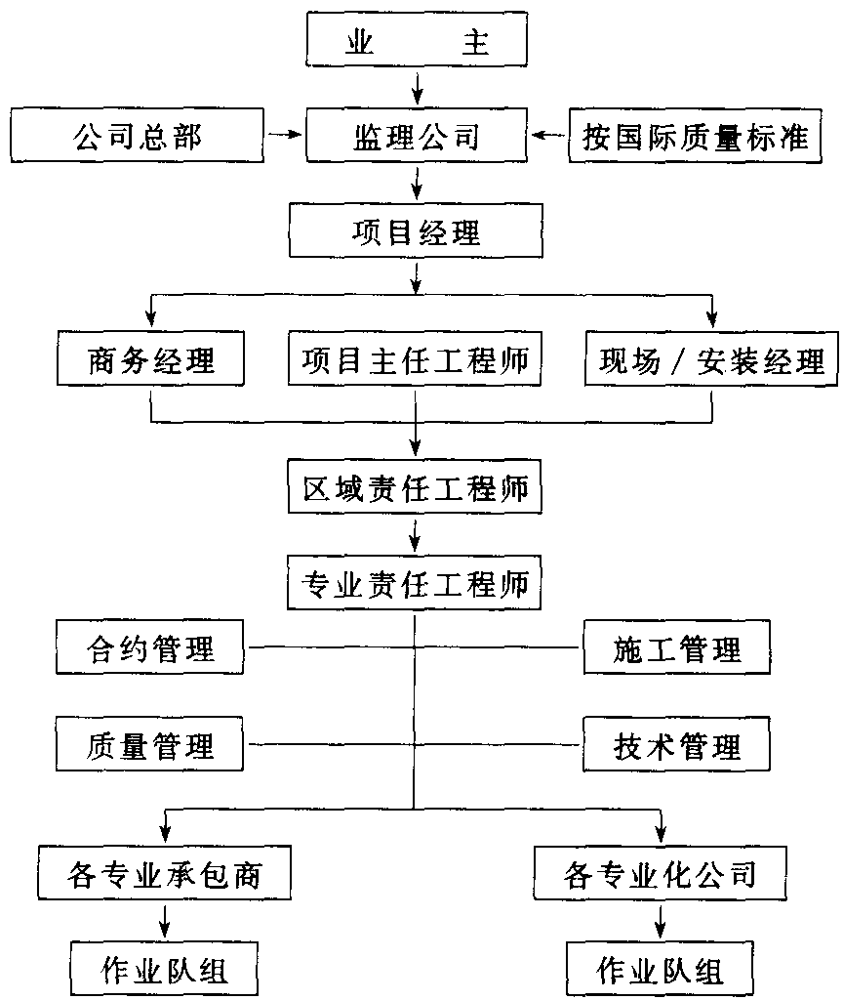 业 主
公司总部
监理公司
按国际质量标准
项目经理
商务经理
项目主任工程师
现场/安装经理
区域责任工程师
专业责任工程师
合约管理
施工管理
质量管理
技术管理
各专业承包商
各专业化公司
作业队组
作业队组